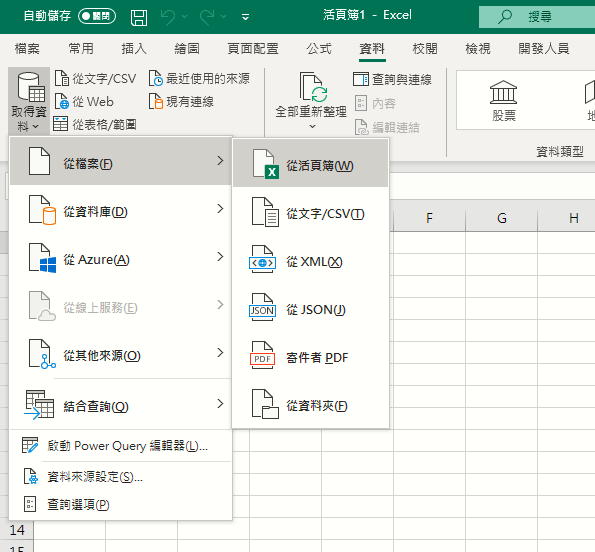 自動儲存 關閉 活頁簿1 - Excel 搜尋
檔案 常用 插入 繪圖 頁面配置 公式 資料 校閱 檢視 開發人員
取得資料
從文字/CSV
從 Web
從表格/範圍
最近使用的來源
現有連線
全部重新整理
查詢與連線
內容
編輯連結
股票
資料類型
從檔案(F)
從資料庫(D)
從 Azure(A)
從線上服務(E)
從其他來源(O)
結合查詢(Q)
啟動 Power Query 編輯器(L)...
資料來源設定(S)...
查詢選項(P)
從活頁簿(W)
從文字/CSV(T)
從 XML(X)
從 JSON(J)
JSON
寄件者 PDF
PDF
從資料夾(F)
F G H
14